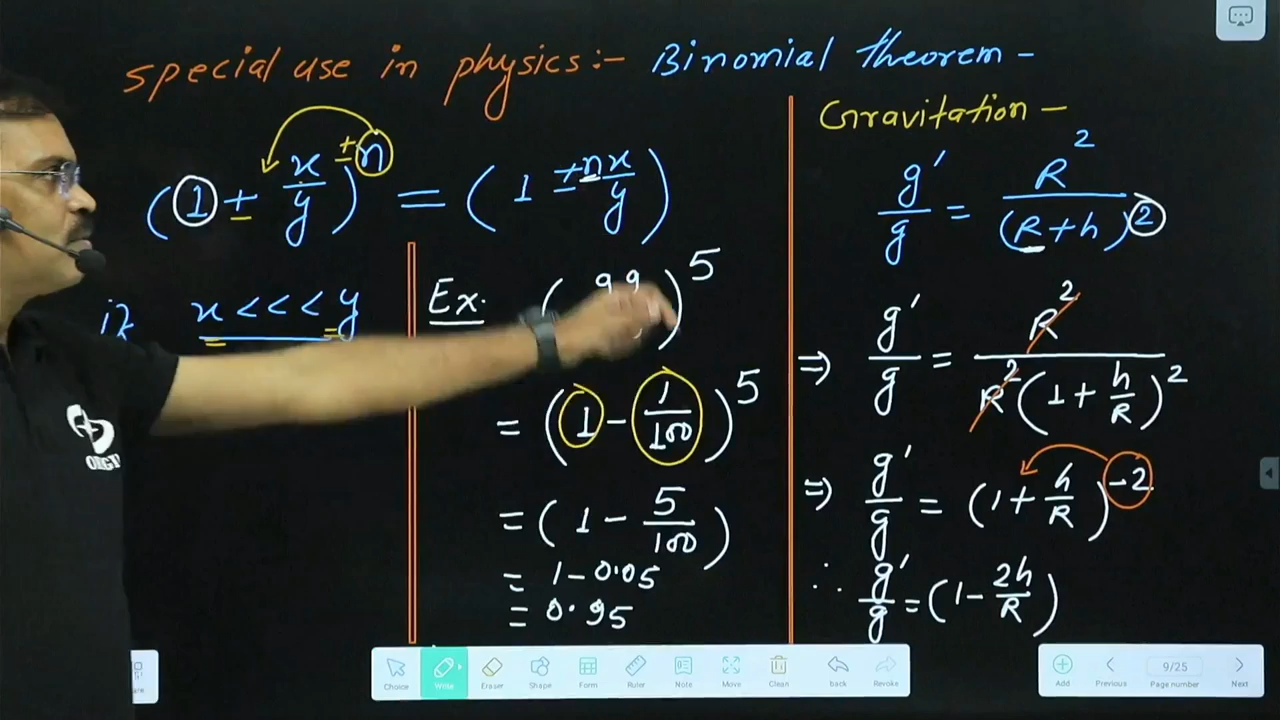 special use in physics:- Binomial theorem -
(1 ± x/y)^±n = (1 ±nx/y)
if x <<< y
Ex. ( 99 )^5
= (1 - 1/100)^5
= (1 - 5/100)
= 1 - 0.05
= 0.95
Gravitation -
g'/g = R^2/(R+h)^2
⇒ g'/g = R^2/R^2(1 + h/R)^2
⇒ g'/g = (1 + h/R)^-2
∴ g'/g = (1 - 2h/R)
Choice
Write
Eraser
Shape
Form
Ruler
Note
Move
Clean
back
Revoke
Add
Previous
9/25
Page number
Next